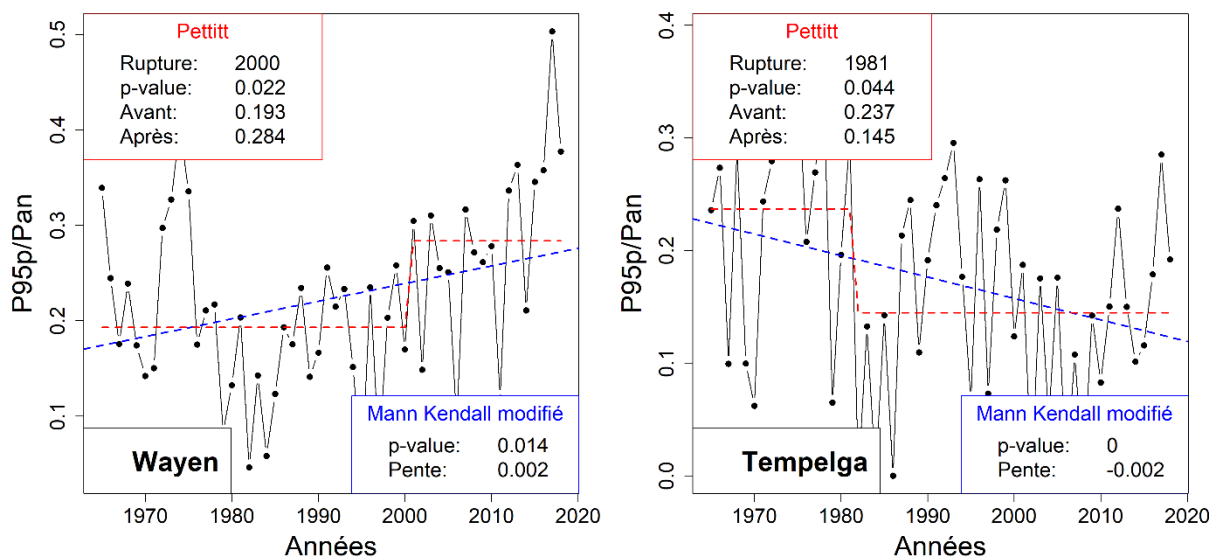 Pettitt
Rupture: 2000
p-value: 0.022
Avant: 0.193
Après: 0.284
P95p/Pan
0.5
0.4
0.3
0.2
0.1
Wayen
Mann Kendall modifié
p-value: 0.014
Pente: 0.002
1970 1980 1990 2000 2010 2020
Années
Pettitt
Rupture: 1981
p-value: 0.044
Avant: 0.237
Après: 0.145
P95p/Pan
0.4
0.3
0.2
0.1
0.0
Tempelga
Mann Kendall modifié
p-value: 0
Pente: -0.002
1970 1980 1990 2000 2010 2020
Années